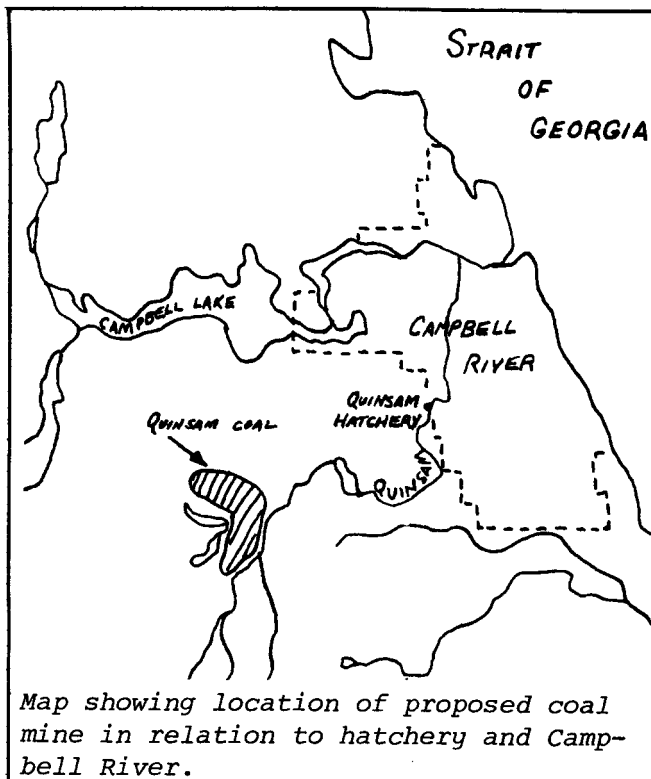 STRAIT
OF
GEORGIA
CAMPBELL LAKE
CAMPBELL
RIVER
QUINSAM
HATCHERY
QUINSAM COAL
QUINSAM
Map showing location of proposed coal
mine in relation to hatchery and Camp-
bell River.